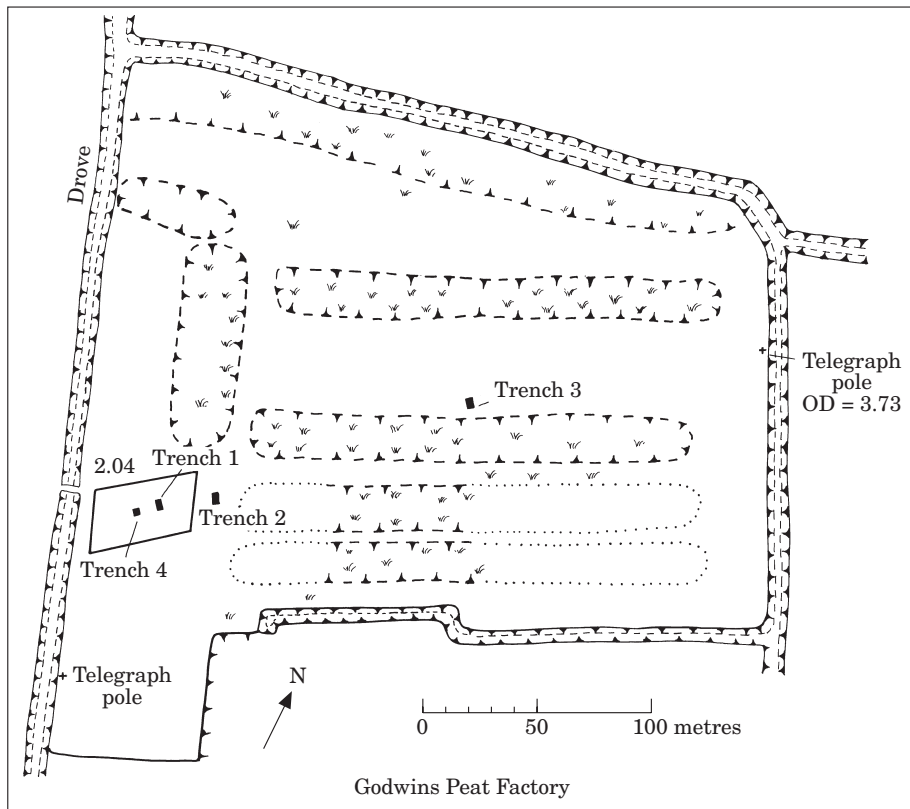 Drove
Telegraph
pole
OD = 3.73
Trench 3
2.04
Trench 1
Trench 2
Trench 4
Telegraph
pole
N
0 50 100 metres
Godwins Peat Factory